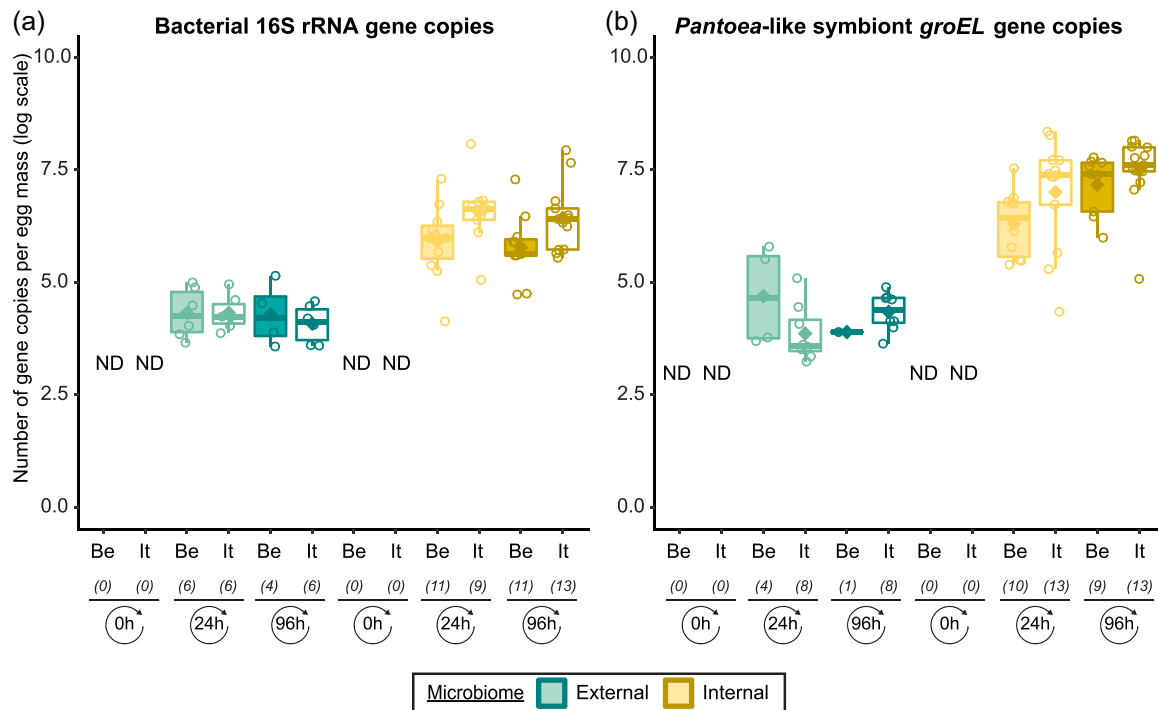 (a)
Bacterial 16S rRNA gene copies
Number of gene copies per egg mass (log scale)
10.0
7.5
5.0
2.5
0.0
ND ND ND ND
Be It Be It Be It Be It Be It Be It
(0) (0) (6) (6) (4) (6) (0) (0) (11) (9) (11) (13)
0h 24h 96h 0h 24h 96h
(b)
Pantoea-like symbiont groEL gene copies
10.0
7.5
5.0
2.5
0.0
ND ND ND ND
Be It Be It Be It Be It Be It Be It
(0) (0) (4) (8) (1) (8) (0) (0) (10) (13) (9) (13)
0h 24h 96h 0h 24h 96h
Microbiome External Internal